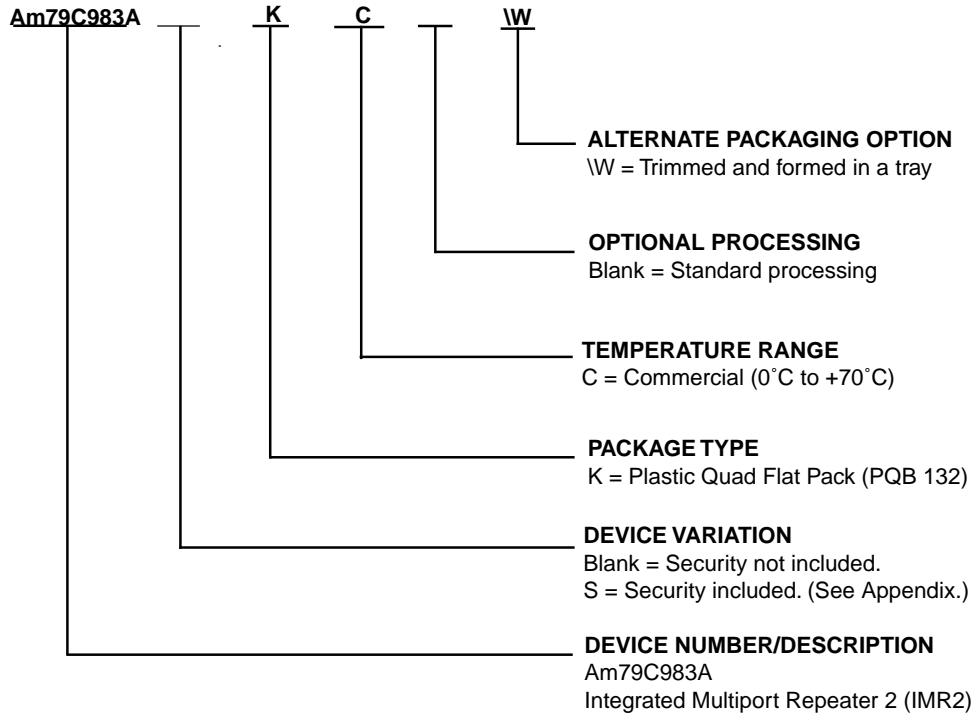 Am79C983A K C \W
ALTERNATE PACKAGING OPTION
\W = Trimmed and formed in a tray
OPTIONAL PROCESSING
Blank = Standard processing
TEMPERATURE RANGE
C = Commercial (0˚C to +70˚C)
PACKAGE TYPE
K = Plastic Quad Flat Pack (PQB 132)
DEVICE VARIATION
Blank = Security not included.
S = Security included. (See Appendix.)
DEVICE NUMBER/DESCRIPTION
Am79C983A
Integrated Multiport Repeater 2 (IMR2)